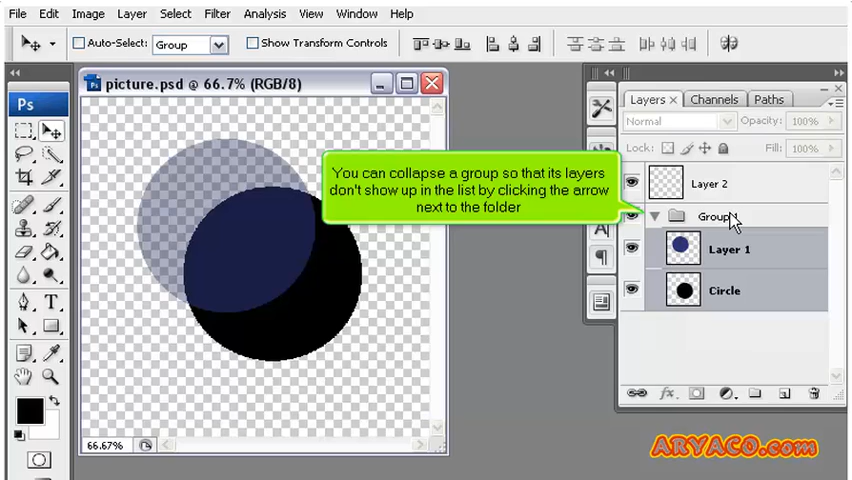 File Edit Image Layer Select Filter Analysis View Window Help
Auto-Select: Group Show Transform Controls
Ps
picture.psd @ 66.7% (RGB/8)
Layers x Channels Paths
Normal Opacity: 100%
Lock: Fill: 100%
Layer 2
You can collapse a group so that its layers
don't show up in the list by clicking the arrow
next to the folder
Group 1
Layer 1
Circle
66.67%
ARYACO.com